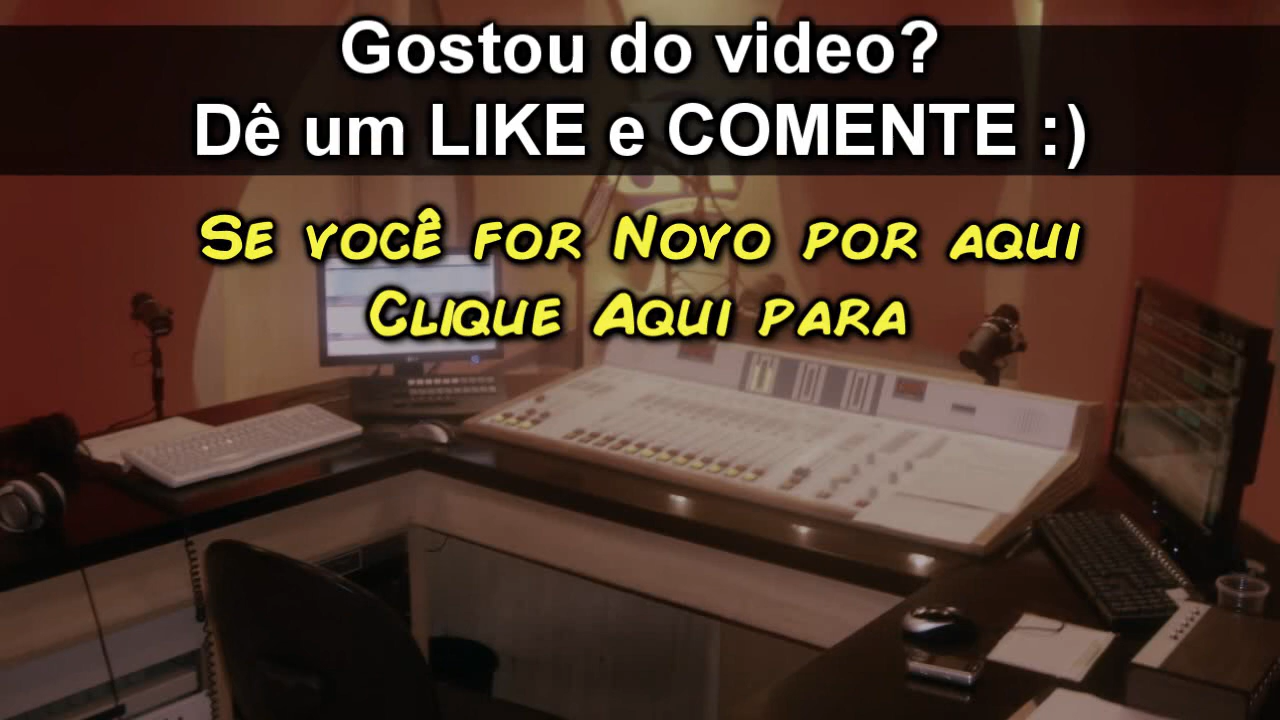 Gostou do video?
Dê um LIKE e COMENTE :)
Se você for Novo por aqui
Clique Aqui para